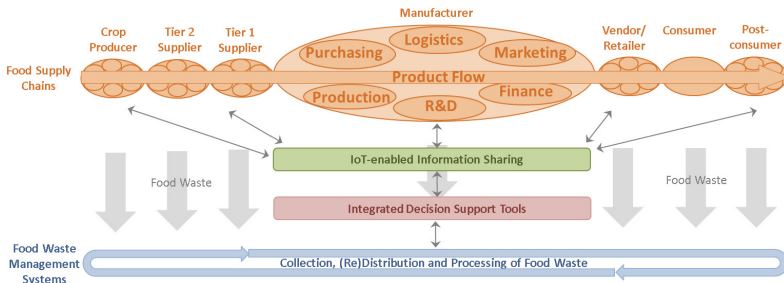 Manufacturer
Crop
Producer
Tier 2
Supplier
Tier 1
Supplier
Purchasing
Logistics
Marketing
Vendor/
Retailer
Consumer
Post-
consumer
Food Supply
Chains
Product Flow
Production
R&D
Finance
IoT-enabled Information Sharing
Food Waste
Food Waste
Integrated Decision Support Tools
Food Waste
Management
Systems
Collection, (Re)Distribution and Processing of Food Waste